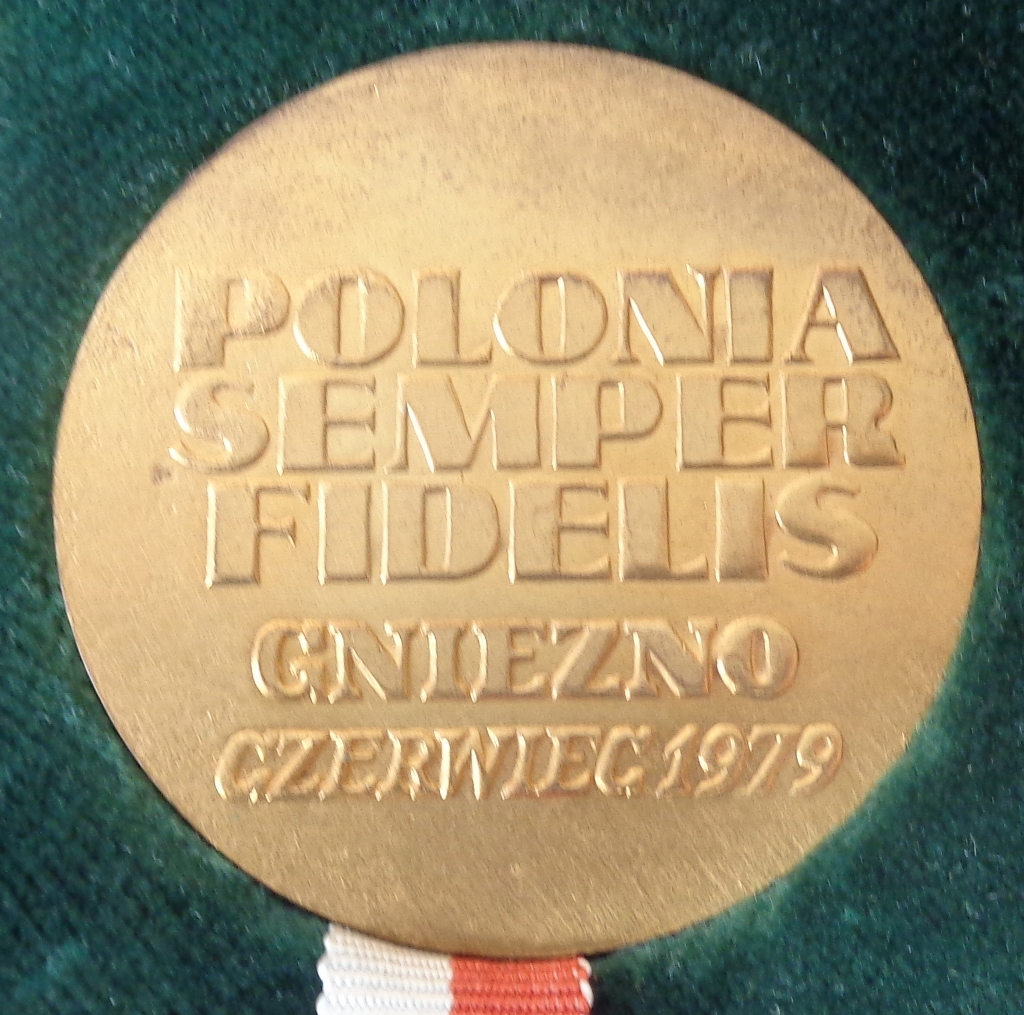 POLONIA
SEMPER
FIDELIS
GNIEZNO
CZERWIEC 1979